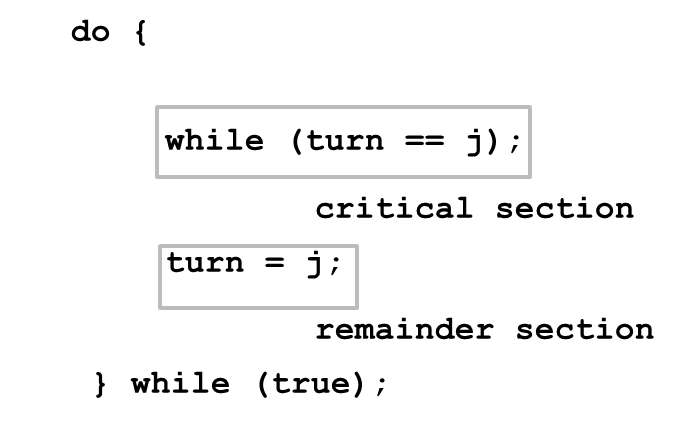 do {
while (turn == j);
critical section
turn = j;
remainder section
} while (true);